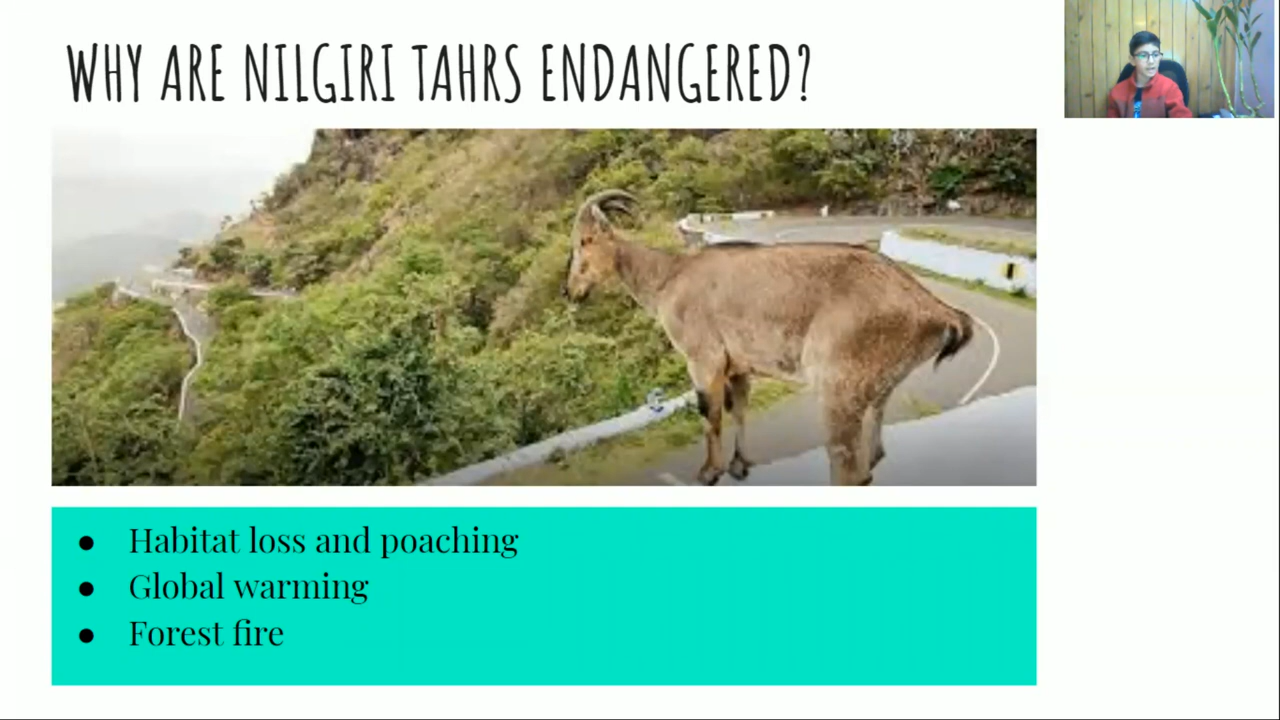 WHY ARE NILGIRI TAHRS ENDANGERED?
● Habitat loss and poaching
● Global warming
● Forest fire